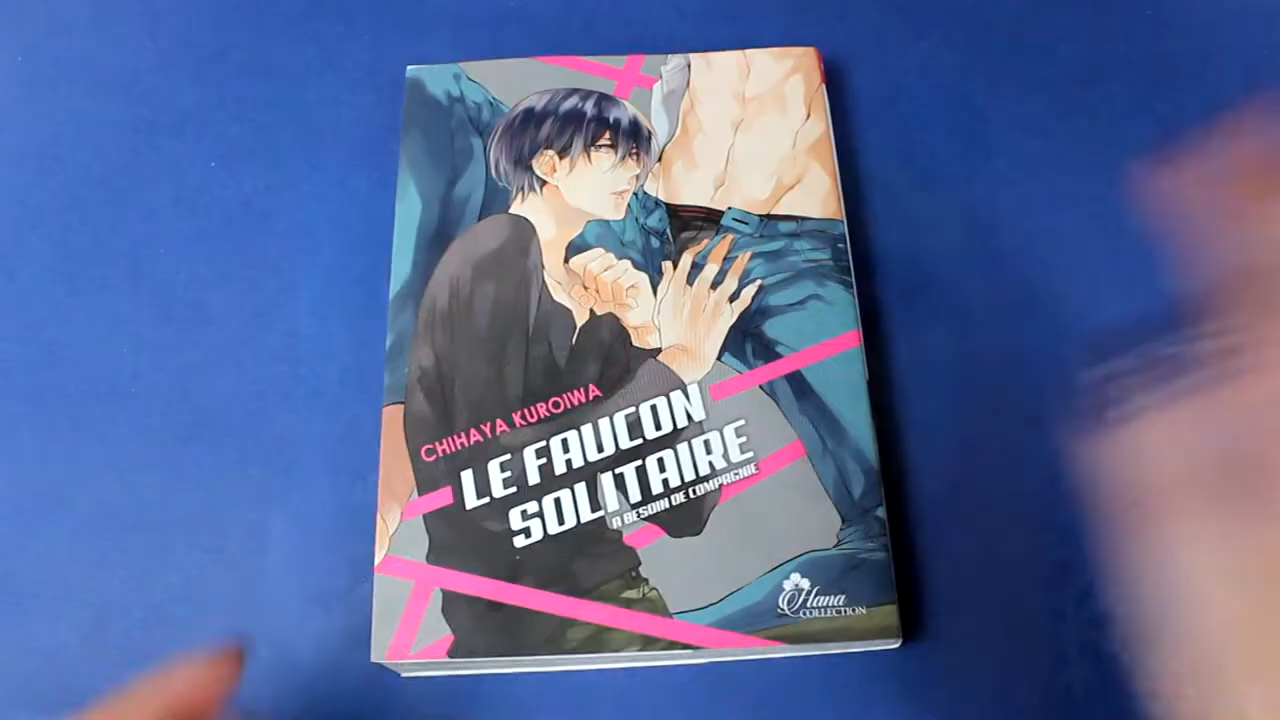 CHIHAYA KUROIWA
LE FAUCON
SOLITAIRE
A BESOIN DE COMPAGNIE
Hana
COLLECTION